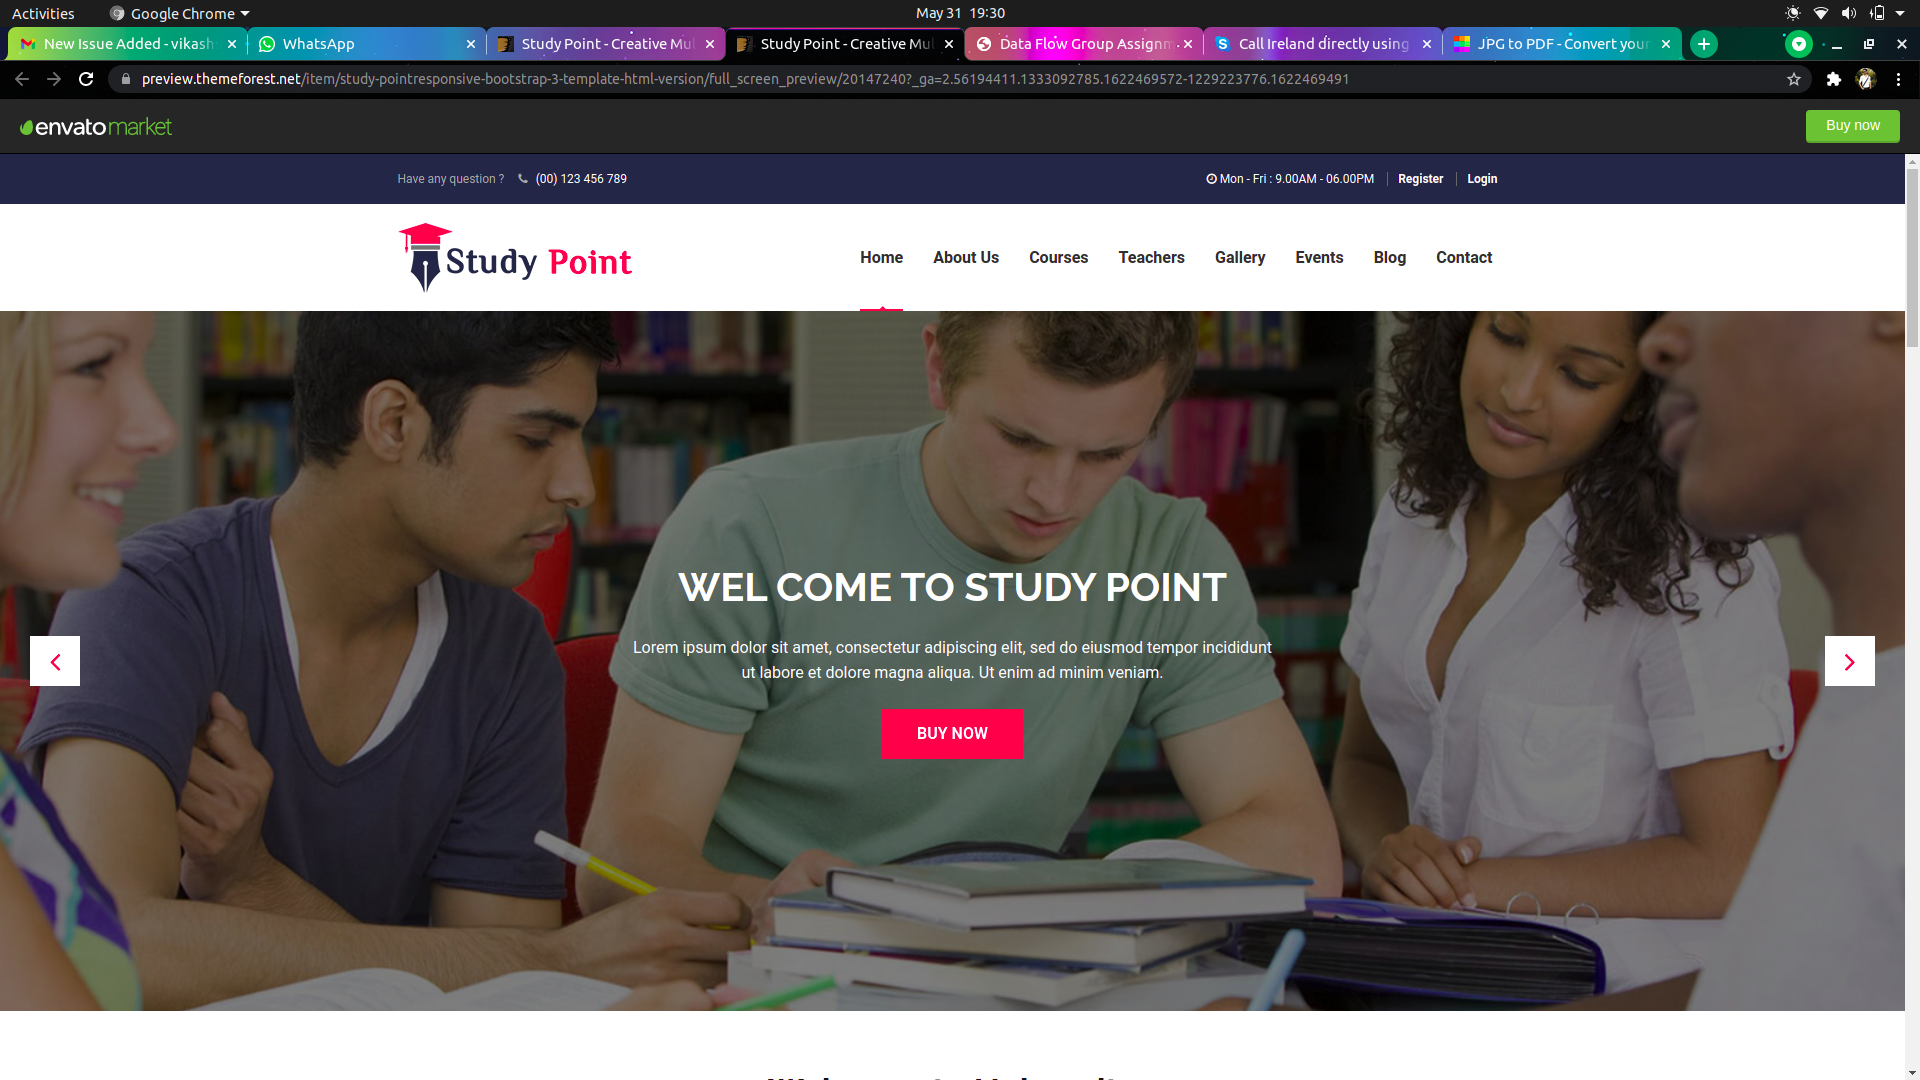 Activities
Google Chrome
May 31 19:30
New Issue Added - vikash
WhatsApp
Study Point - Creative Mul
Study Point - Creative Mul
Data Flow Group Assignm
Call Ireland directly using
JPG to PDF - Convert your
preview.themeforest.net/item/study-pointresponsive-bootstrap-3-template-html-version/full_screen_preview/20147240?_ga=2.56194411.1333092785.1622469572-1229223776.1622469491
envatomarket
Buy now
Have any question ? (00) 123 456 789
Mon - Fri : 9.00AM - 06.00PM
Register
Login
Study Point
Home
About Us
Courses
Teachers
Gallery
Events
Blog
Contact
WEL COME TO STUDY POINT
Lorem ipsum dolor sit amet, consectetur adipiscing elit, sed do eiusmod tempor incididunt
ut labore et dolore magna aliqua. Ut enim ad minim veniam.
BUY NOW